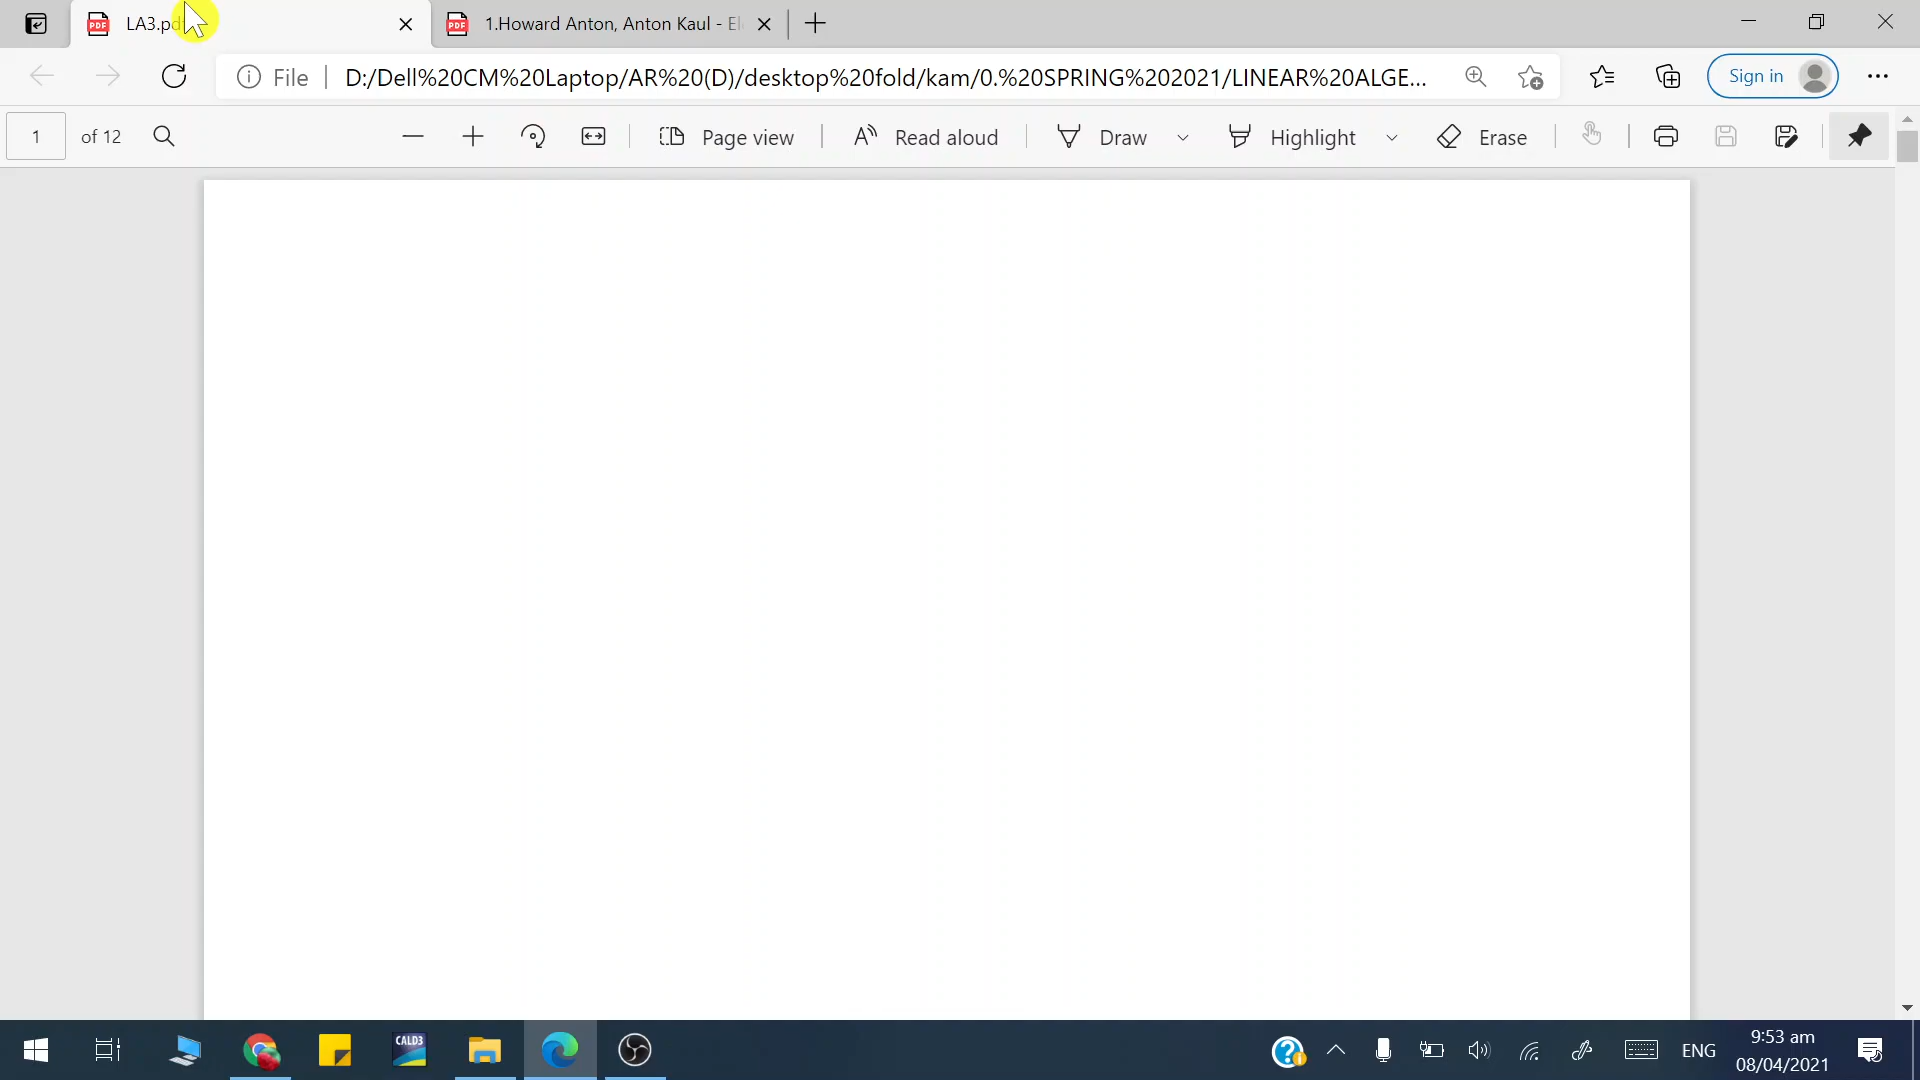 LA3.pdf
1.Howard Anton, Anton Kaul - El
File
D:/Dell%20CM%20Laptop/AR%20(D)/desktop%20fold/kam/0.%20SPRING%202021/LINEAR%20ALGE...
Sign in
1 of 12
Page view
Read aloud
Draw
Highlight
Erase
CALD3
ENG
9:53 am
08/04/2021